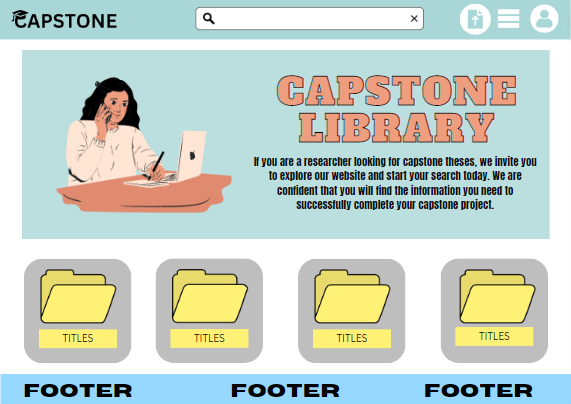 CAPSTONE
CAPSTONE
LIBRARY
If you are a researcher looking for capstone theses, we invite you
to explore our website and start your search today. We are
confident that you will find the information you need to
successfully complete your capstone project.
TITLES TITLES TITLES TITLES
FOOTER FOOTER FOOTER